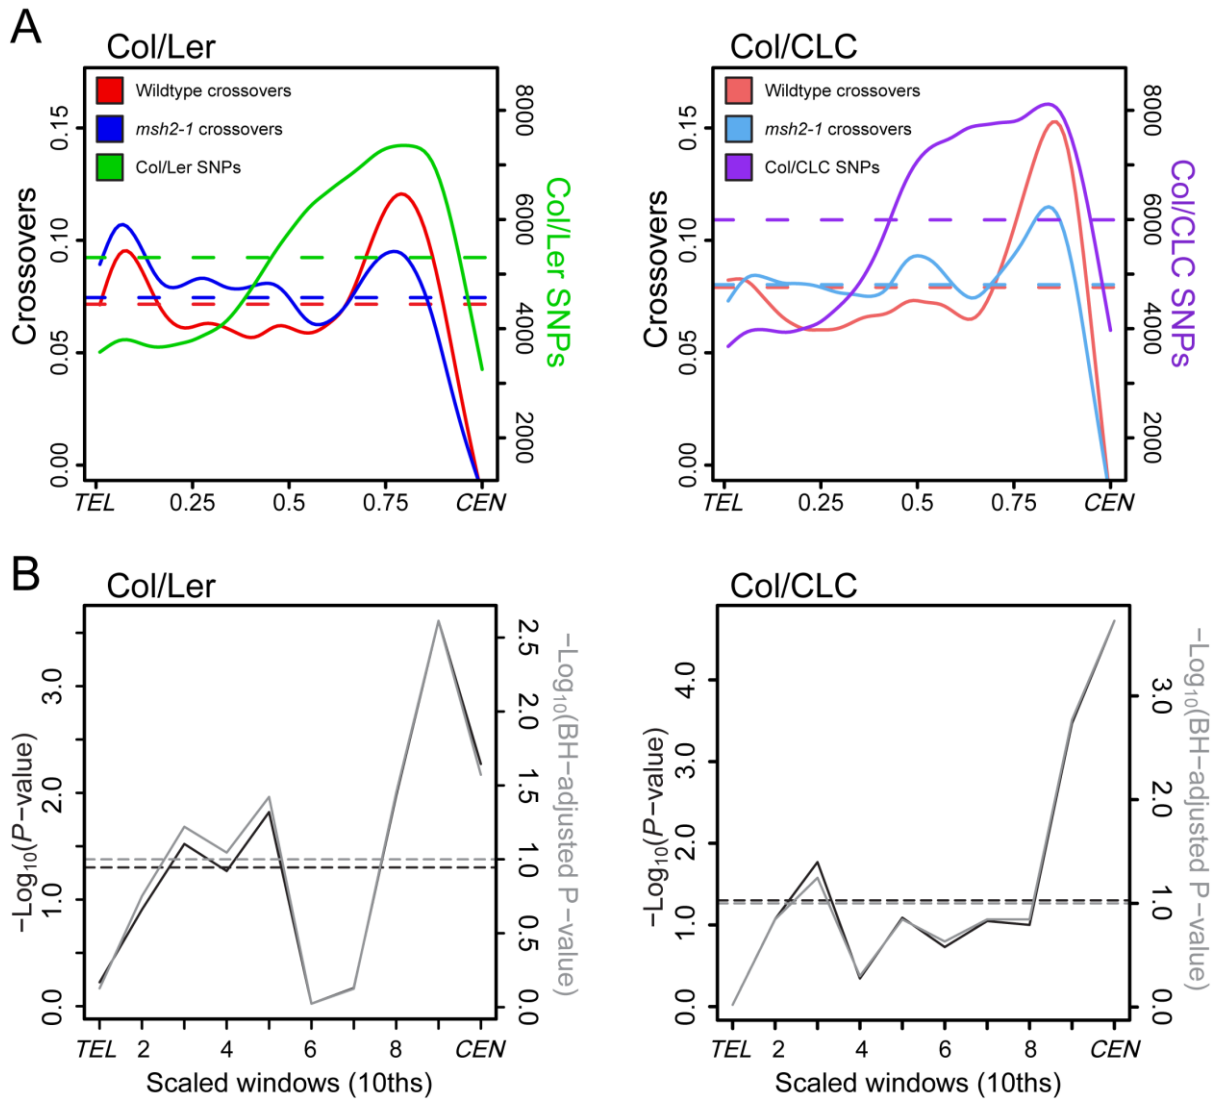 A
Col/Ler
Wildtype crossovers
msh2-1 crossovers
Col/Ler SNPs
Crossovers
0.00
0.05
0.10
0.15
2000
4000
6000
8000
Col/Ler SNPs
TEL
0.25
0.5
0.75
CEN
Col/CLC
Wildtype crossovers
msh2-1 crossovers
Col/CLC SNPs
Crossovers
0.00
0.05
0.10
0.15
2000
4000
6000
8000
Col/CLC SNPs
TEL
0.25
0.5
0.75
CEN
B
Col/Ler
−Log₁₀(P−value)
0.0
1.0
2.0
3.0
0.0
0.5
1.0
1.5
2.0
2.5
−Log₁₀(BH−adjusted P−value)
TEL
2
4
6
8
CEN
Scaled windows (10ths)
Col/CLC
−Log₁₀(P−value)
0.0
1.0
2.0
3.0
4.0
0.0
1.0
2.0
3.0
−Log₁₀(BH−adjusted P−value)
TEL
2
4
6
8
CEN
Scaled windows (10ths)